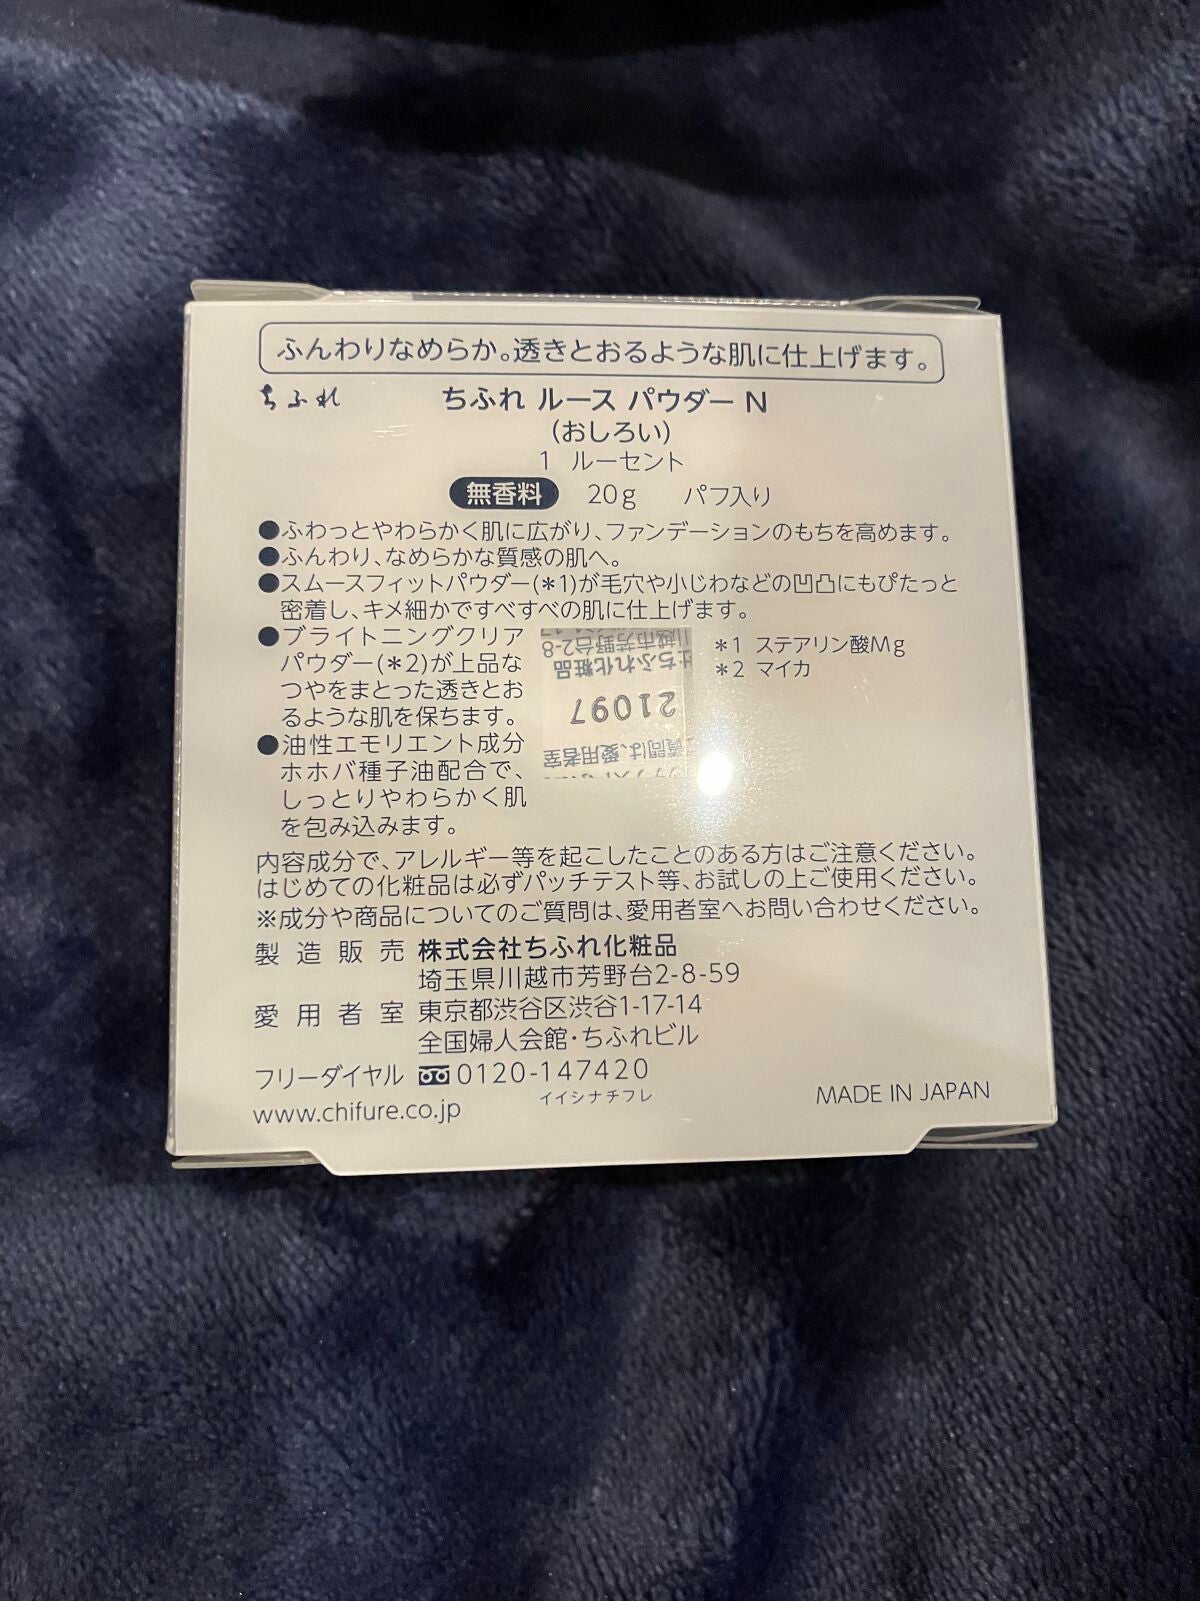 ふんわりなめらか。透きとおるような肌に仕上げます。
ちふれ ちふれ ルース パウダー N
(おしろい)
1 ルーセント
無香料 20g パフ入り
●ふわっとやわらかく肌に広がり、ファンデーションのもちを高めます。
●ふんわり、なめらかな質感の肌へ。
●スムースフィットパウダー(*1)が毛穴や小じわなどの凹凸にもぴたっと
密着し、キメ細かですべすべの肌に仕上げます。
●ブライトニングクリア
パウダー(*2)が上品な
つやをまとった透きとお
るような肌を保ちます。
●油性エモリエント成分
ホホバ種子油配合で、
しっとりやわらかく肌
を包み込みます。
*1 ステアリン酸Mg
*2 マイカ
質問は、愛用者室
21097
ちふれ化粧品
川越市芳野台2-8
内容成分で、アレルギー等を起こしたことのある方はご注意ください。
はじめての化粧品は必ずパッチテスト等、お試しの上ご使用ください。
※成分や商品についてのご質問は、愛用者室へお問い合わせください。
製造販売 株式会社ちふれ化粧品
埼玉県川越市芳野台2-8-59
愛用者室 東京都渋谷区渋谷1-17-14
全国婦人会館・ちふれビル
フリーダイヤル 0120-147420
イイシナチフレ
www.chifure.co.jp MADE IN JAPAN